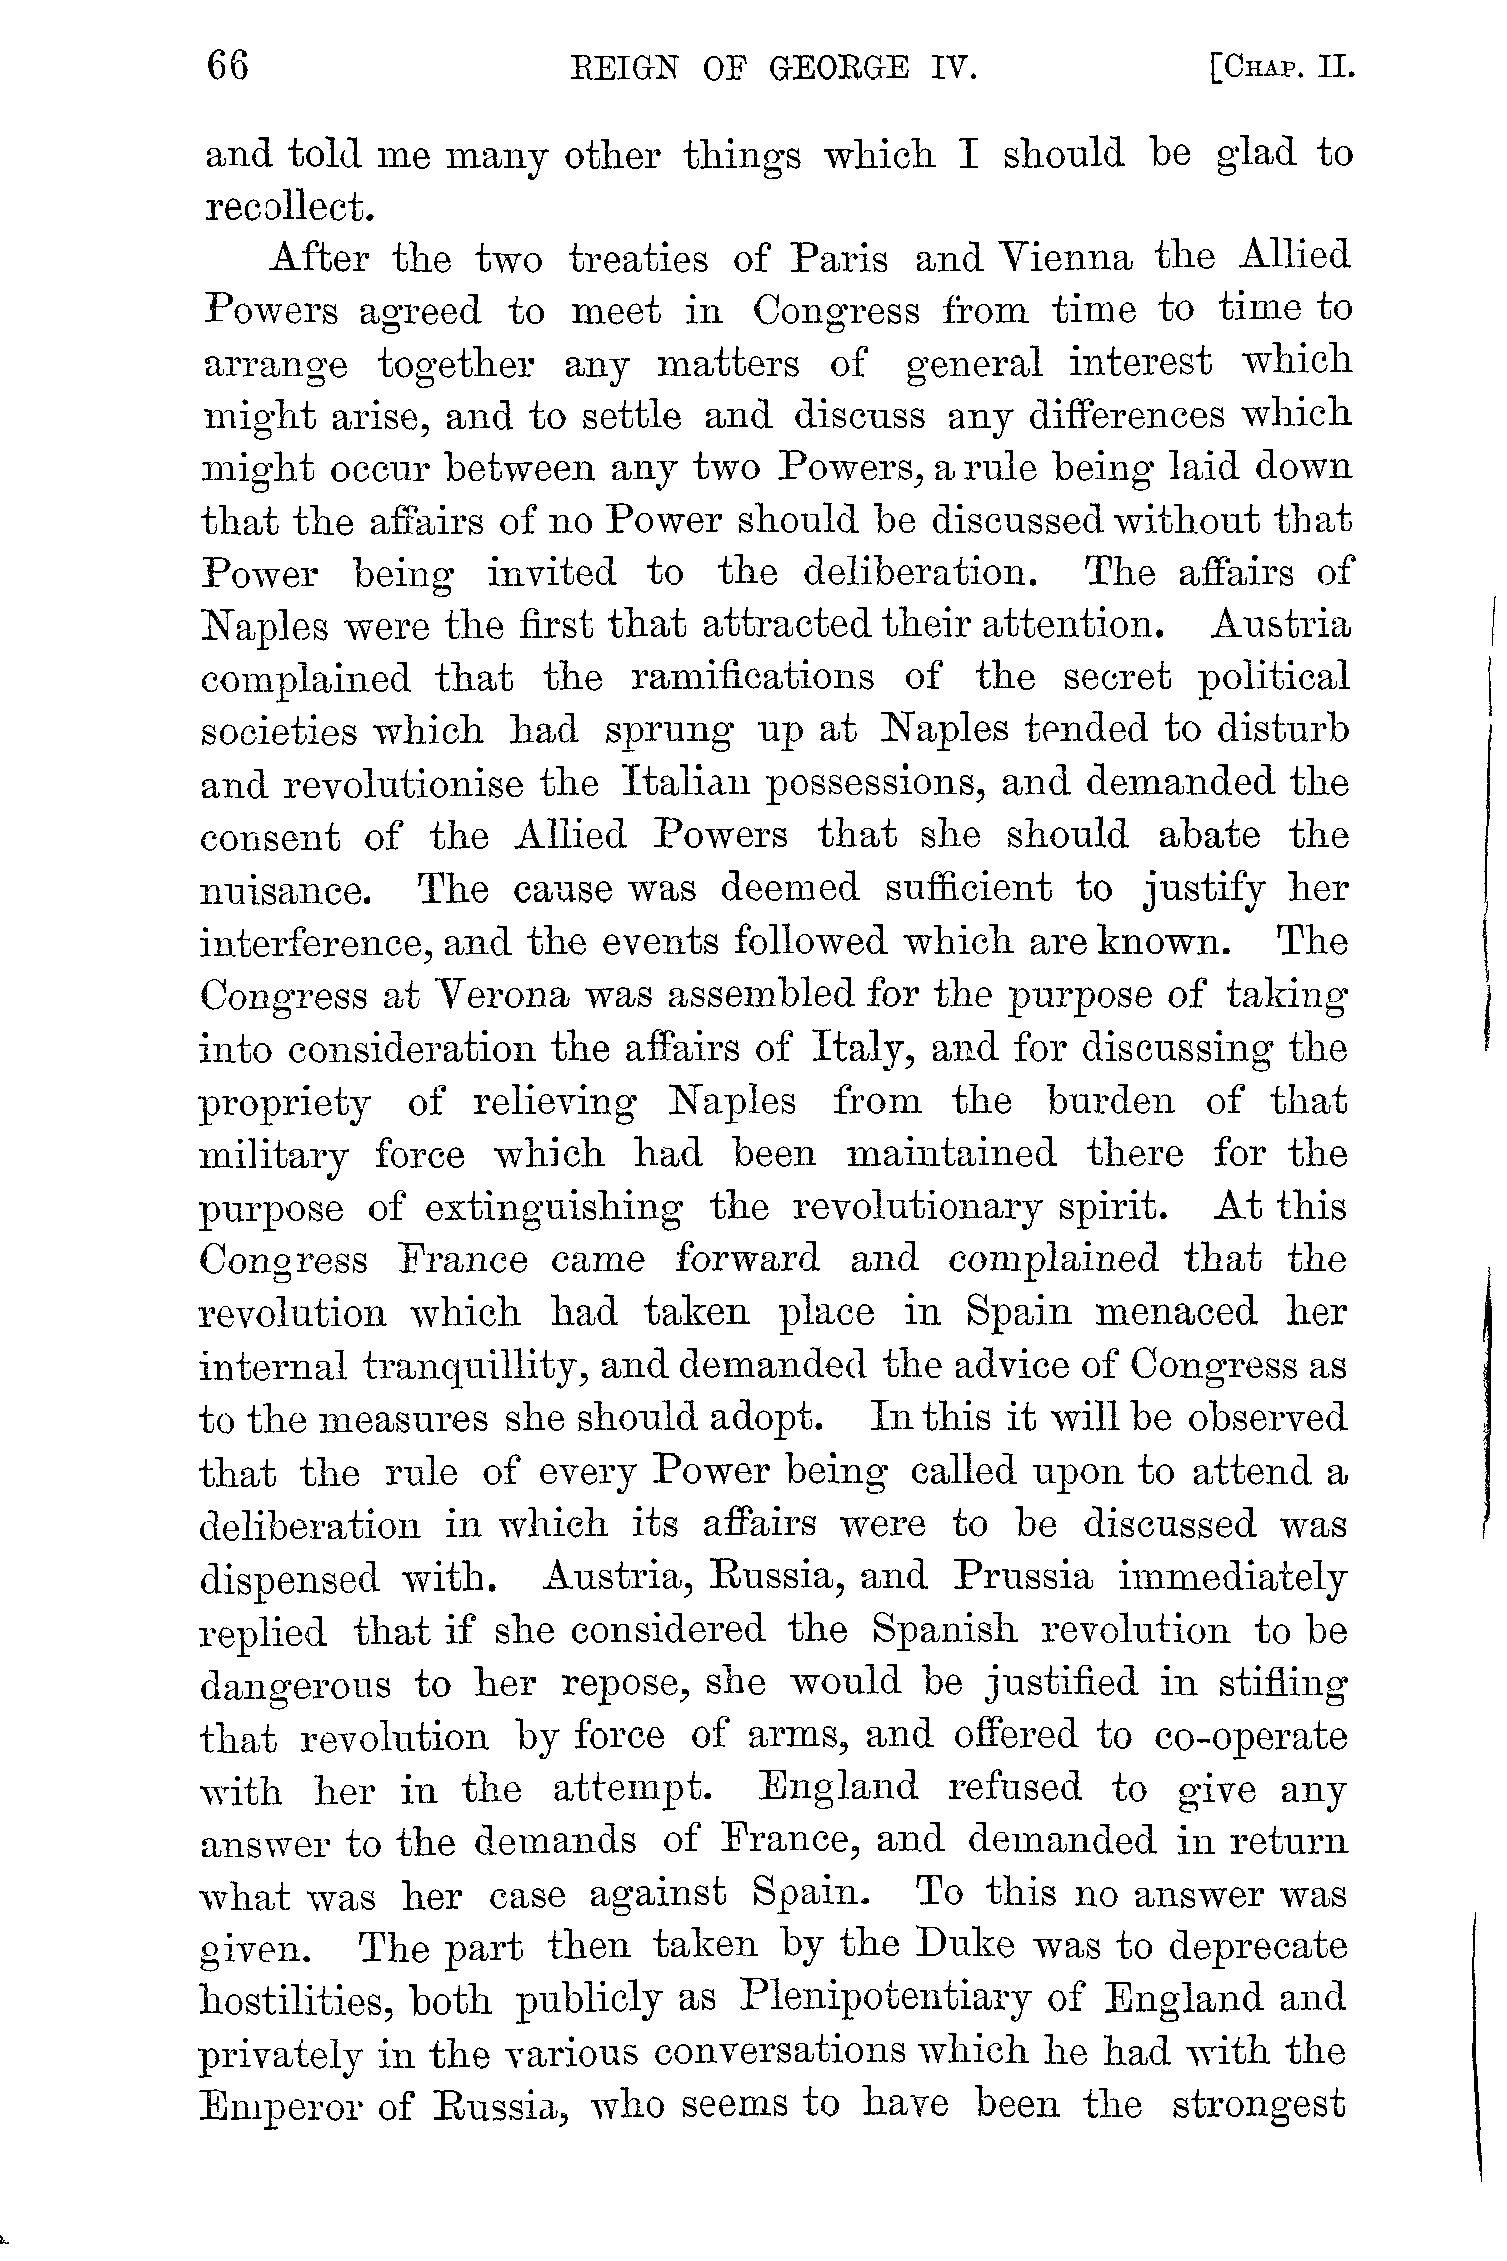 66 REIGN OF GEORGE IV. [CHAP. II.
and told me many other things which I should be glad to
recollect.
After the two treaties of Paris and Vienna the Allied
Powers agreed to meet in Congress from time to time to
arrange together any matters of general interest which
might arise, and to settle and discuss any differences which
might occur between any two Powers, a rule being laid down
that the affairs of no Power should be discussed without that
Power being invited to the deliberation. The affairs of
Naples were the first that attracted their attention. Austria
complained that the ramifications of the secret political
societies which had sprung up at Naples tended to disturb
and revolutionise the Italian possessions, and demanded the
consent of the Allied Powers that she should abate the
nuisance. The cause was deemed sufficient to justify her
interference, and the events followed which are known. The
Congress at Verona was assembled for the purpose of taking
into consideration the affairs of Italy, and for discussing the
propriety of relieving Naples from the burden of that
military force which had been maintained there for the
purpose of extinguishing the revolutionary spirit. At this
Congress France came forward and complained that the
revolution which had taken place in Spain menaced her
internal tranquillity, and demanded the advice of Congress as
to the measures she should adopt. In this it will be observed
that the rule of every Power being called upon to attend a
deliberation in which its affairs were to be discussed was
dispensed with. Austria, Russia, and Prussia immediately
replied that if she considered the Spanish revolution to be
dangerous to her repose, she would be justified in stifling
that revolution by force of arms, and offered to co-operate
with her in the attempt. England refused to give any
answer to the demands of France, and demanded in return
what was her case against Spain. To this no answer was
given. The part then taken by the Duke was to deprecate
hostilities, both publicly as Plenipotentiary of England and
privately in the various conversations which he had with the
Emperor of Russia, who seems to have been the strongest